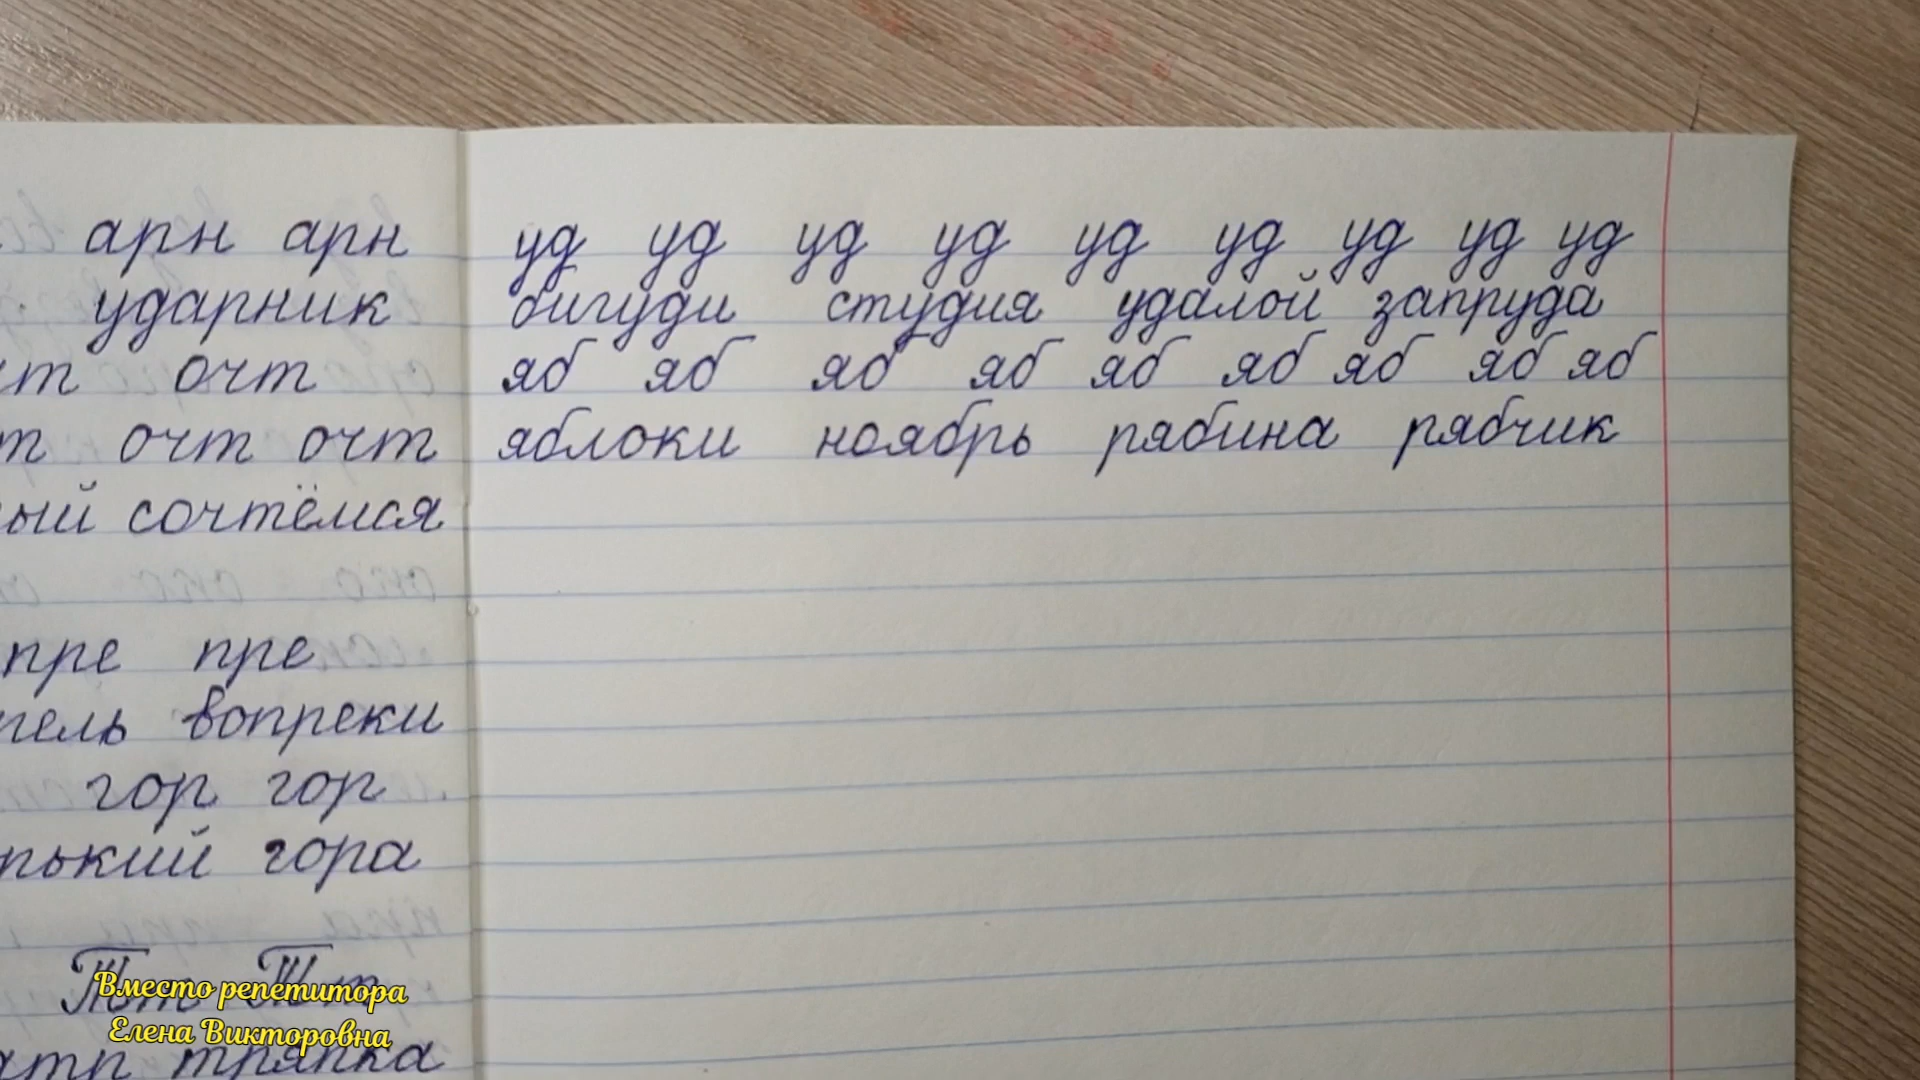 арн арн
ударник
очт
очт очт
сочтёмся
пре пре
вопреки
гор гор
гора
тряпка
уд уд уд уд уд уд уд уд уд
бигуди студия удалой запруда
яб яб яб яб яб яб яб яб яб
яблоки ноябрь рябина рябчик
Вместо репетитора
Елена Викторовна